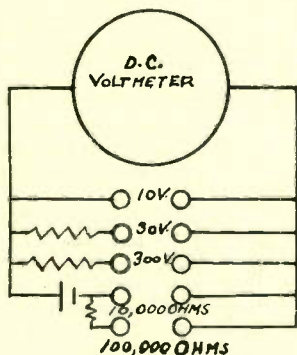 D.C.
VOLTMETER
10V.
30V.
300V.
10,000 OHMS
100,000 OHMS